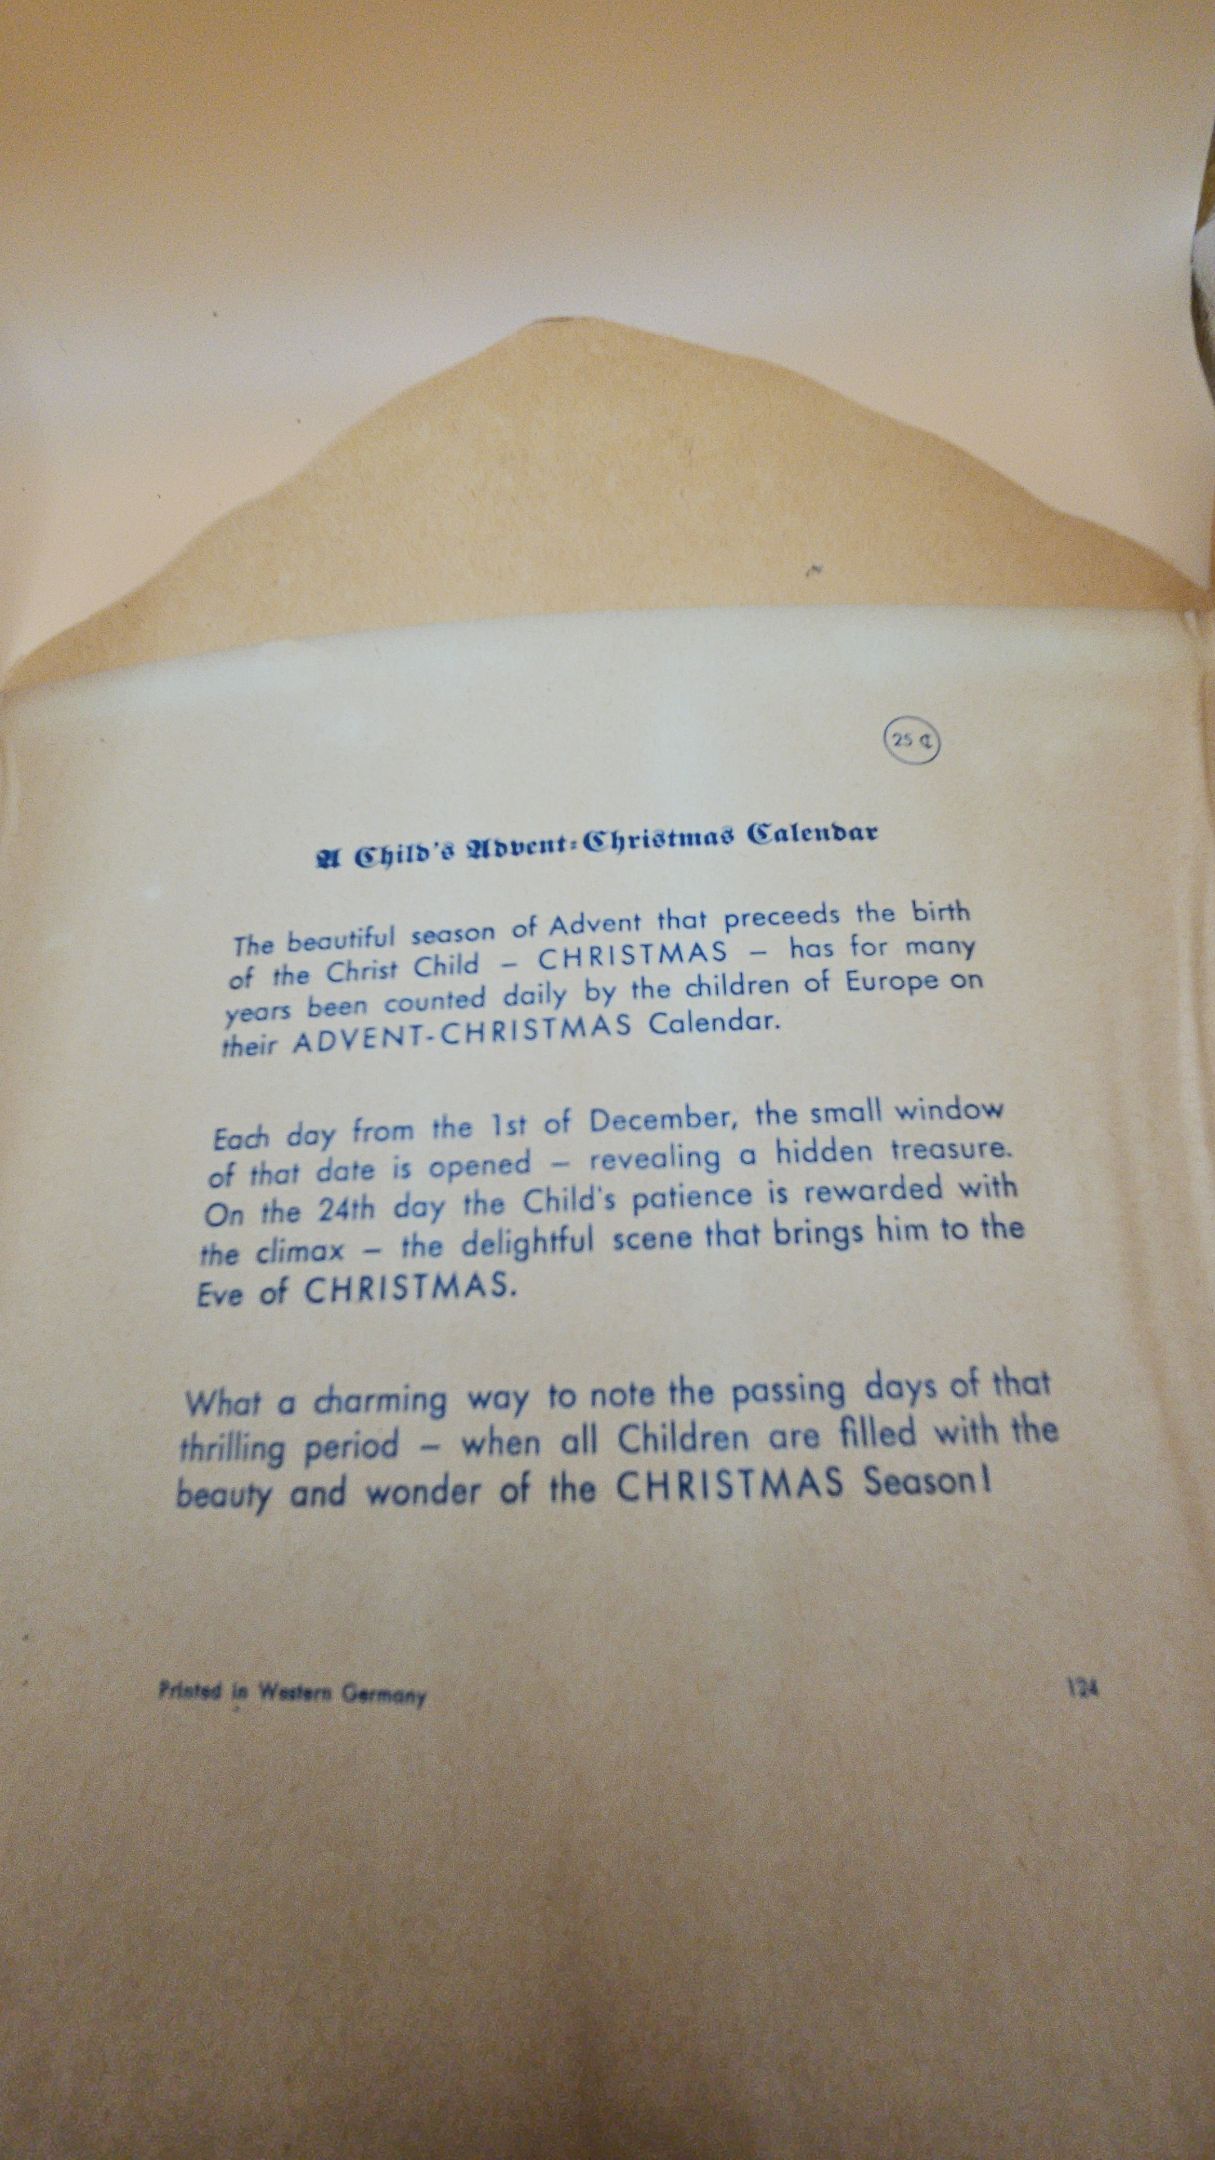 25 ¢
A Child's Advent-Christmas Calendar
The beautiful season of Advent that preceeds the birth
of the Christ Child – CHRISTMAS – has for many
years been counted daily by the children of Europe on
their ADVENT-CHRISTMAS Calendar.
Each day from the 1st of December, the small window
of that date is opened – revealing a hidden treasure.
On the 24th day the Child's patience is rewarded with
the climax – the delightful scene that brings him to the
Eve of CHRISTMAS.
What a charming way to note the passing days of that
thrilling period – when all Children are filled with the
beauty and wonder of the CHRISTMAS Season!
Printed in Western Germany
124